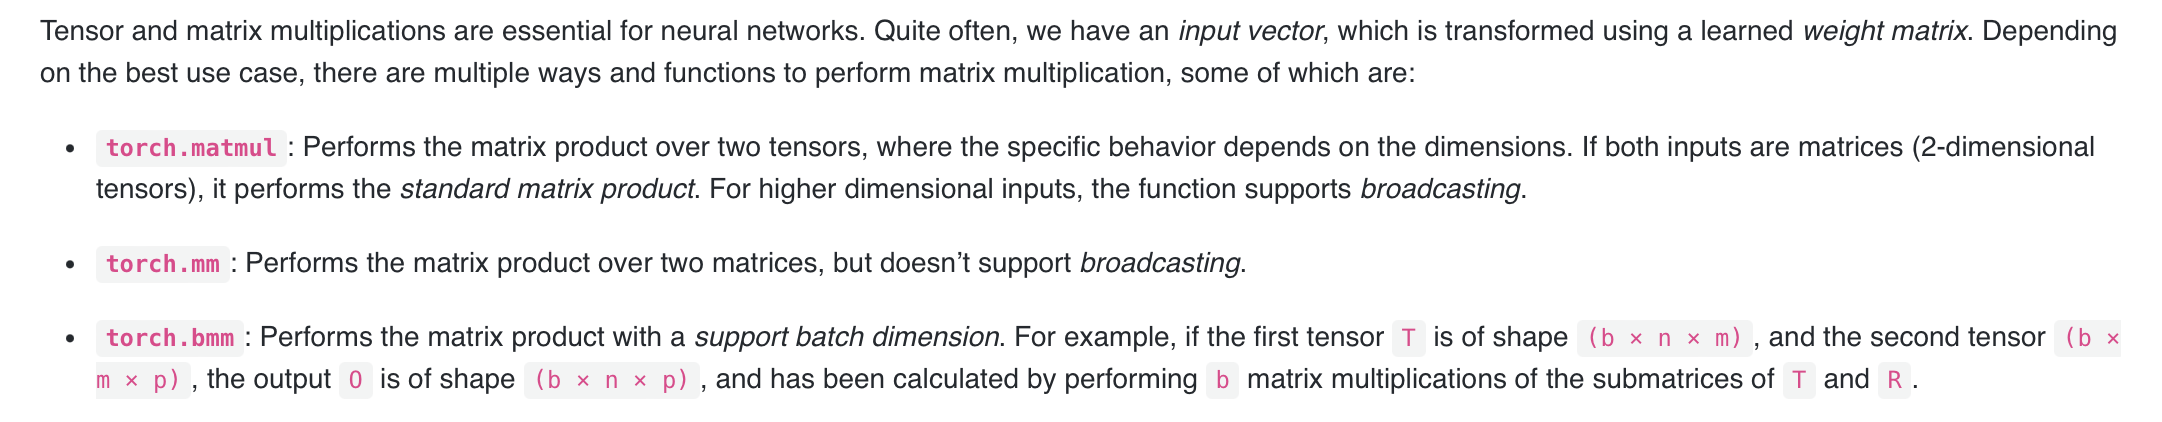 Tensor and matrix multiplications are essential for neural networks. Quite often, we have an input vector, which is transformed using a learned weight matrix. Depending
on the best use case, there are multiple ways and functions to perform matrix multiplication, some of which are:
• torch.matmul : Performs the matrix product over two tensors, where the specific behavior depends on the dimensions. If both inputs are matrices (2-dimensional
tensors), it performs the standard matrix product. For higher dimensional inputs, the function supports broadcasting.
• torch.mm : Performs the matrix product over two matrices, but doesn’t support broadcasting.
• torch.bmm : Performs the matrix product with a support batch dimension. For example, if the first tensor T is of shape (b × n × m) , and the second tensor (b ×
m × p) , the output O is of shape (b × n × p) , and has been calculated by performing b matrix multiplications of the submatrices of T and R .